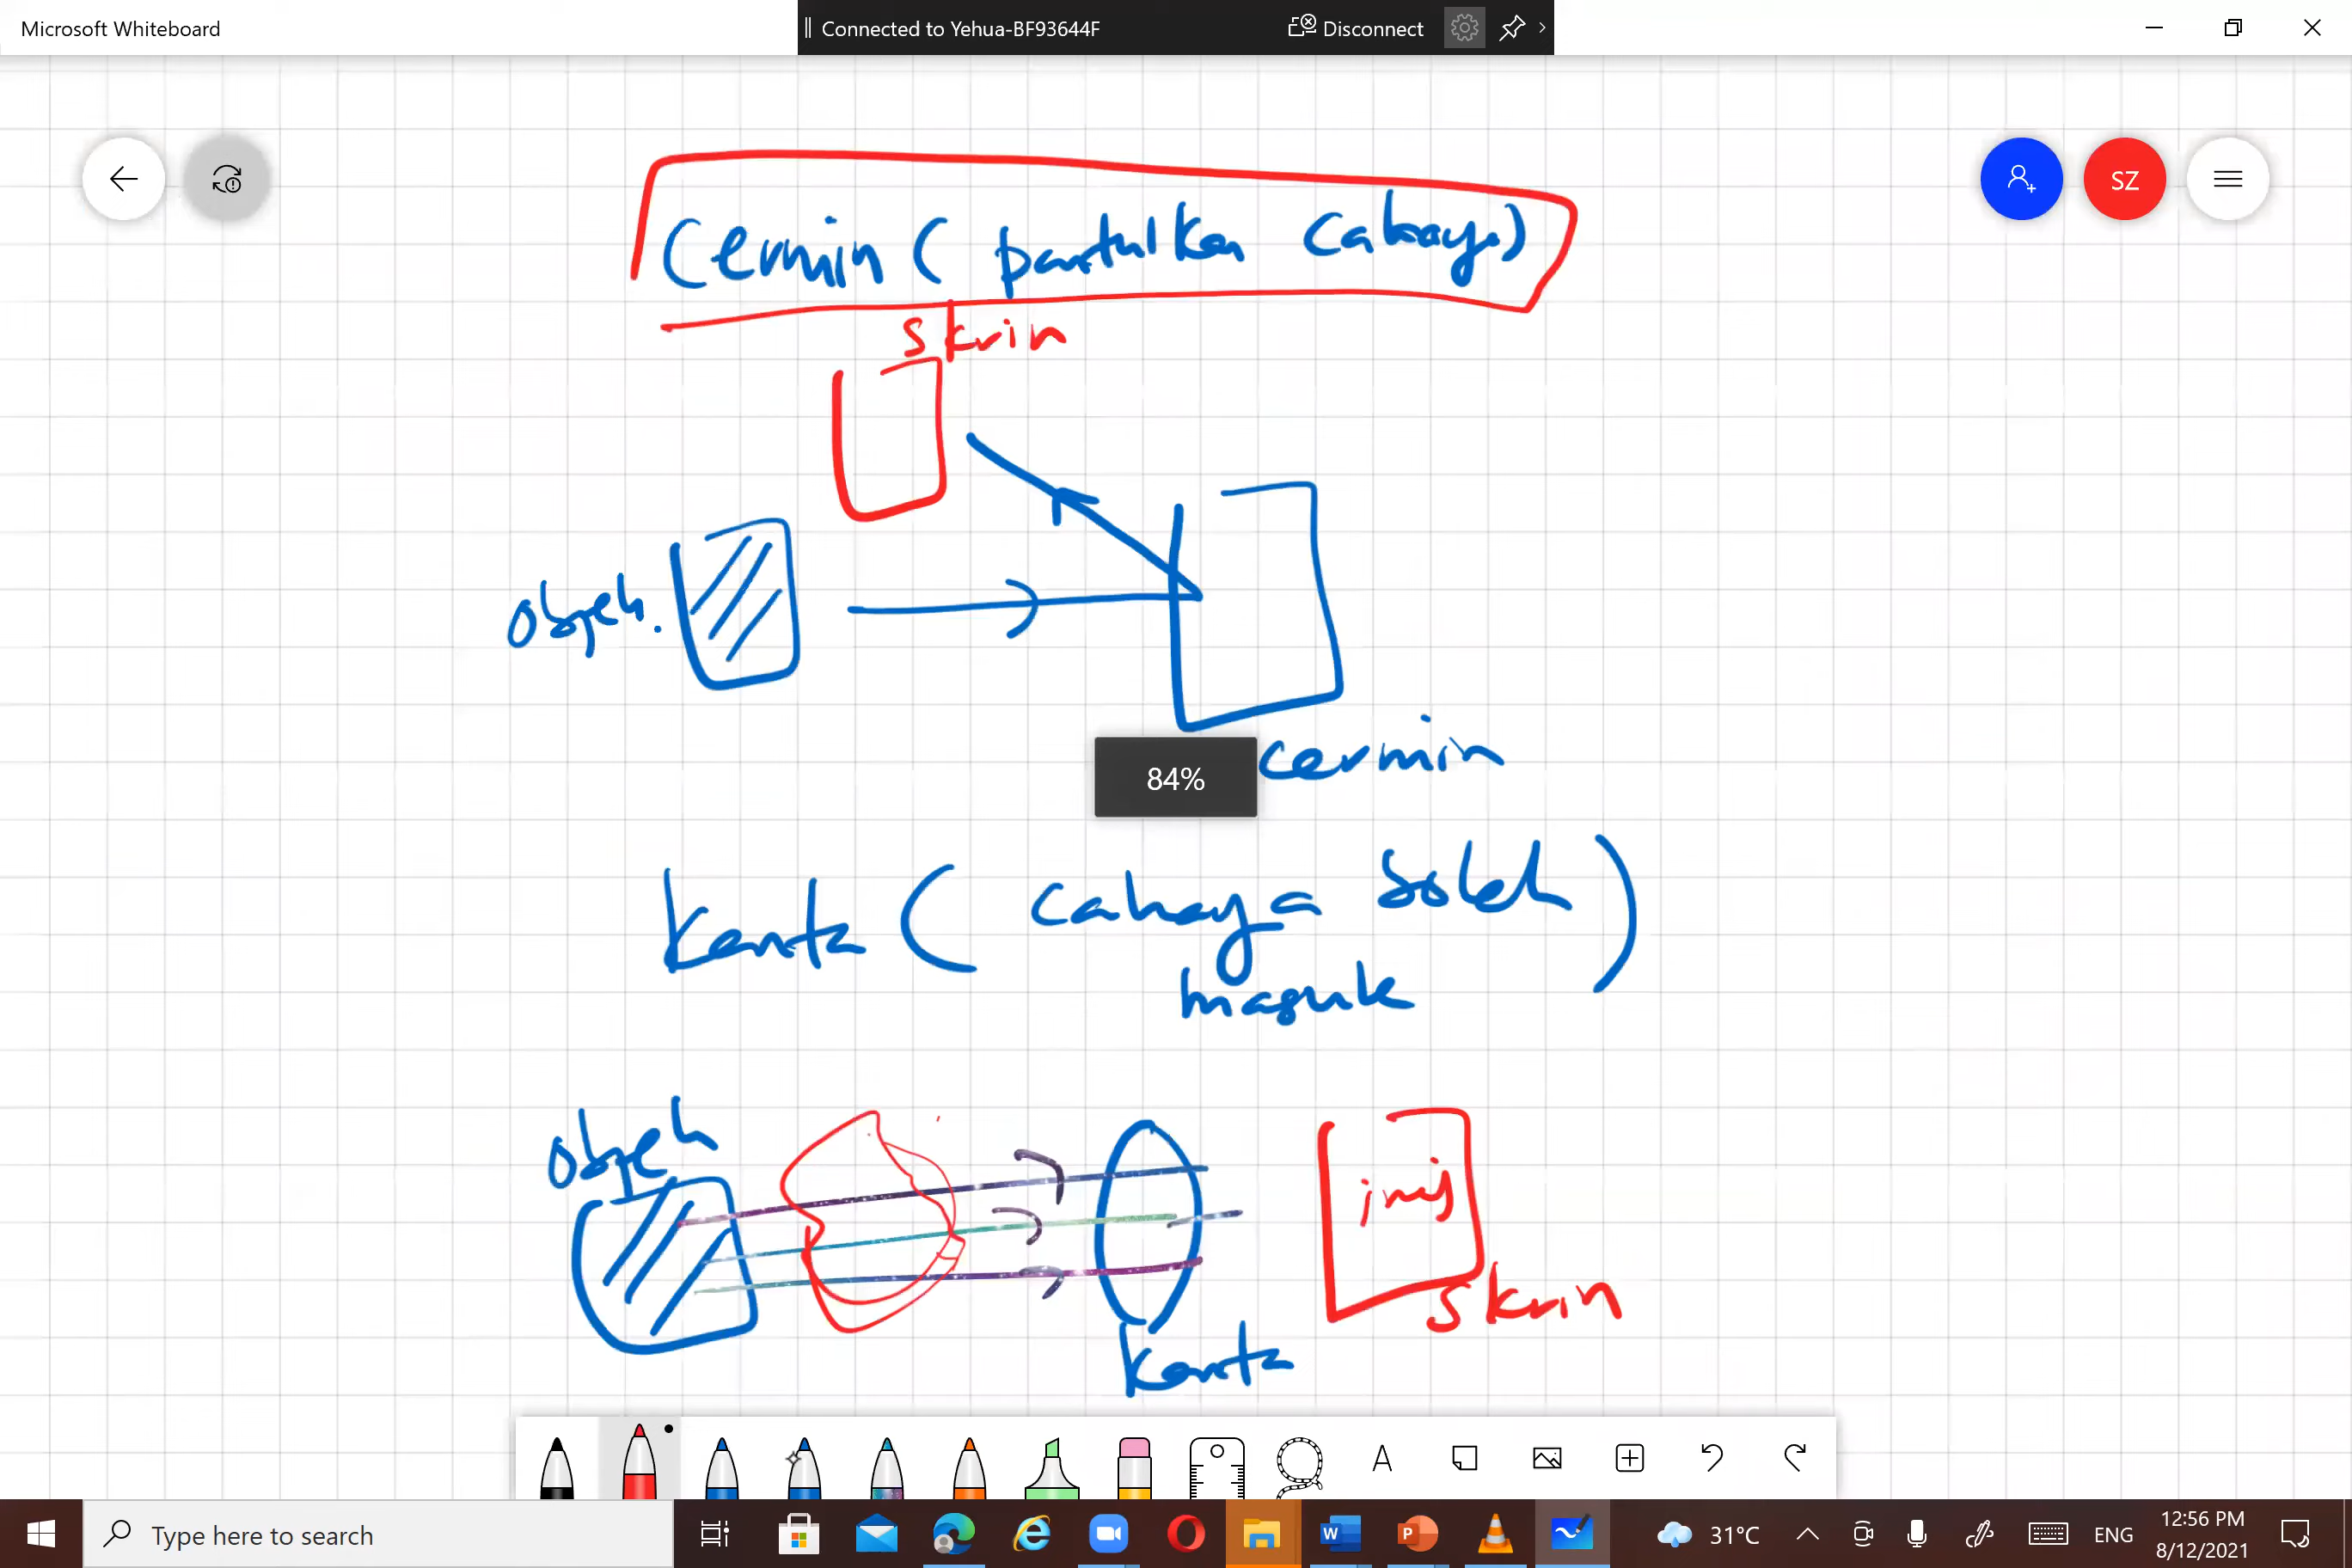 Microsoft Whiteboard
Connected to Yehua-BF93644F
Disconnect
SZ
Cermin ( pantulkan Cahaya)
skrin
objek.
cermin
84%
kanta ( cahaya boleh )
masuk
objek
imej
skrin
kanta
A
Type here to search
31°C
ENG
12:56 PM
8/12/2021